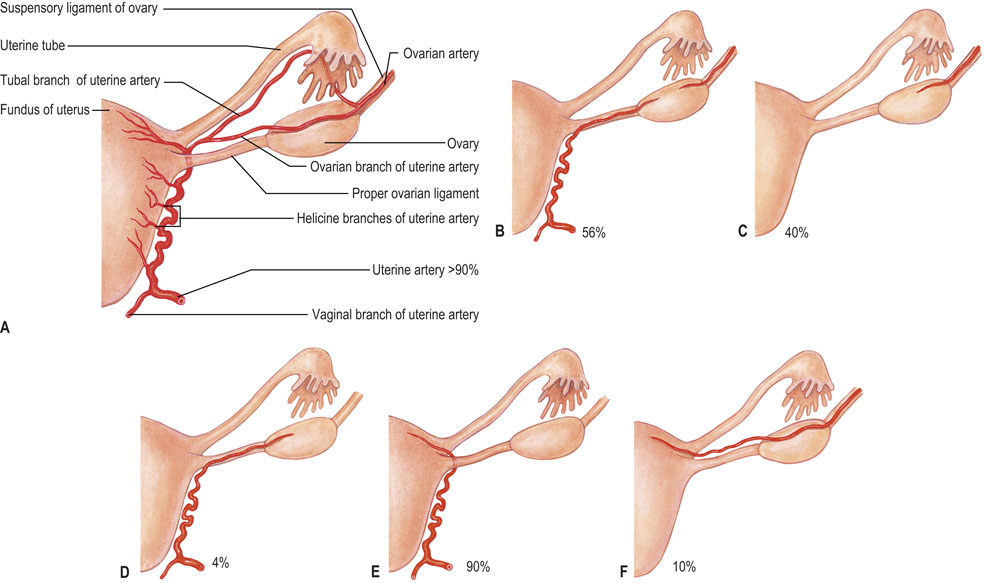 Suspensory ligament of ovary
Uterine tube
Ovarian artery
Tubal branch of uterine artery
Fundus of uterus
Ovary
Ovarian branch of uterine artery
Proper ovarian ligament
Helicine branches of uterine artery
Uterine artery >90%
Vaginal branch of uterine artery
A
B
56%
C
40%
D
4%
E
90%
F
10%